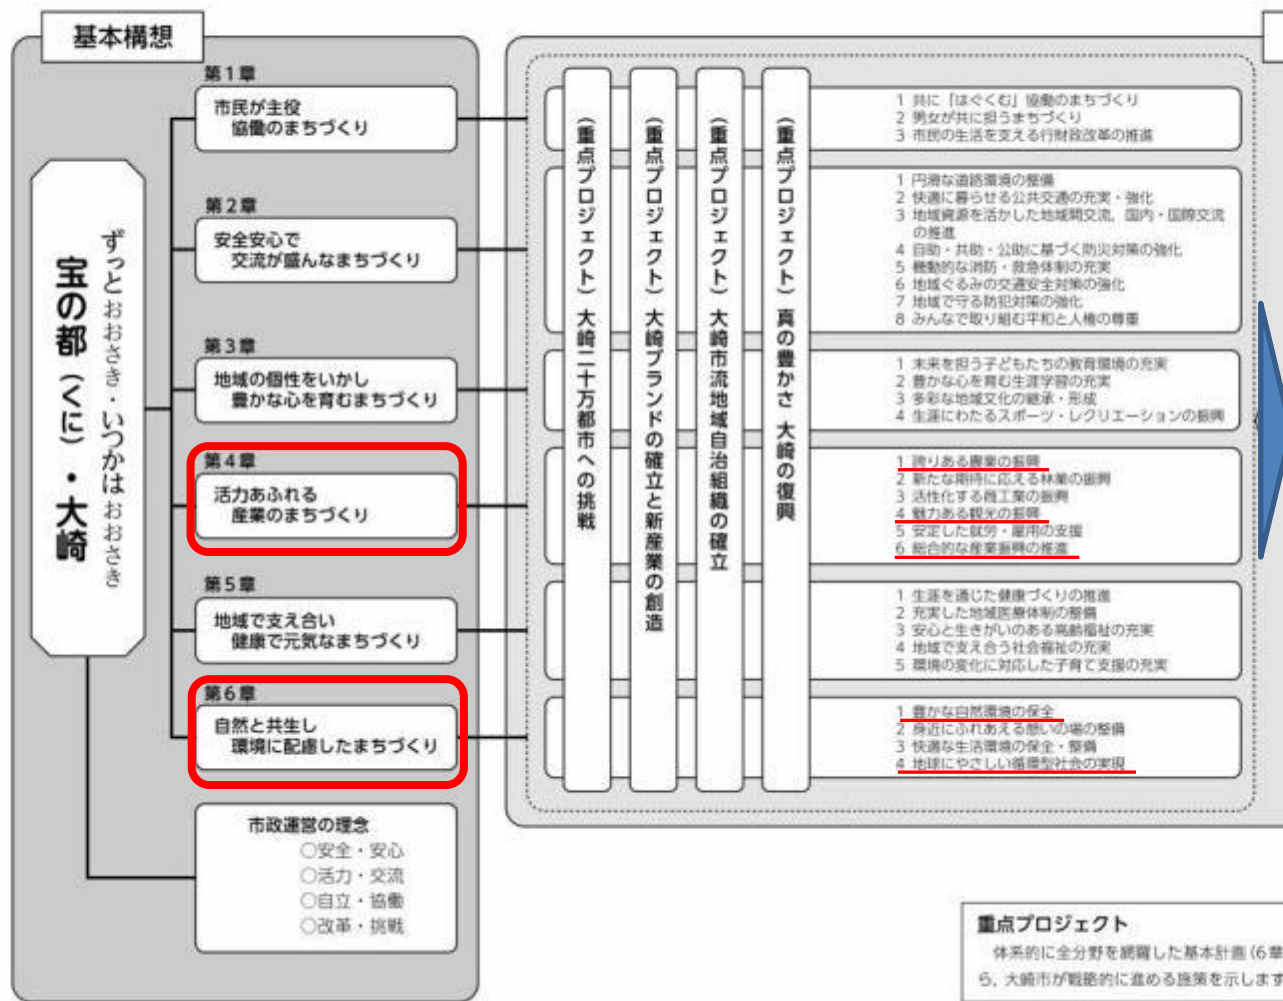 基本構想
ずっとおおさき・いつかはおおさき
宝の都（くに）・大崎
第1章
市民が主役
協働のまちづくり
第2章
安全安心で
交流が盛んなまちづくり
第3章
地域の個性をいかし
豊かな心を育むまちづくり
第4章
活力あふれる
産業のまちづくり
第5章
地域で支え合い
健康で元気なまちづくり
第6章
自然と共生し
環境に配慮したまちづくり
市政運営の理念
○安全・安心
○活力・交流
○自立・協働
○改革・挑戦
（重点プロジェクト）大崎二十万都市への挑戦
（重点プロジェクト）大崎ブランドの確立と新産業の創造
（重点プロジェクト）大崎市流地域自治組織の確立
（重点プロジェクト）真の豊かさ 大崎の復興
1 共に「はぐくむ」協働のまちづくり
2 男女が共に担うまちづくり
3 市民の生活を支える行財政改革の推進
1 円滑な道路環境の整備
2 快適に暮らせる公共交通の充実・強化
3 地域資源を活かした地域間交流，国内・国際交流
の推進
4 自助・共助・公助に基づく防災対策の強化
5 機動的な消防・救急体制の充実
6 地域ぐるみの交通安全対策の強化
7 地域で守る防犯対策の強化
8 みんなで取り組む平和と人権の尊重
1 未来を担う子どもたちの教育環境の充実
2 豊かな心を育む生涯学習の充実
3 多彩な地域文化の継承・形成
4 生涯にわたるスポーツ・レクリエーションの振興
1 誇りある農業の振興
2 新たな期待に応える林業の振興
3 活性化する商工業の振興
4 魅力ある観光の振興
5 安定した就労・雇用の支援
6 総合的な産業振興の推進
1 生涯を通じた健康づくりの推進
2 充実した地域医療体制の整備
3 安心と生きがいのある高齢福祉の充実
4 地域で支え合う社会福祉の充実
5 環境の変化に対応した子育て支援の充実
1 豊かな自然環境の保全
2 身近にふれあえる憩いの場の整備
3 快適な生活環境の保全・整備
4 地球にやさしい循環型社会の実現
重点プロジェクト
体系的に全分野を網羅した基本計画（6章
ら，大崎市が戦略的に進める施策を示します